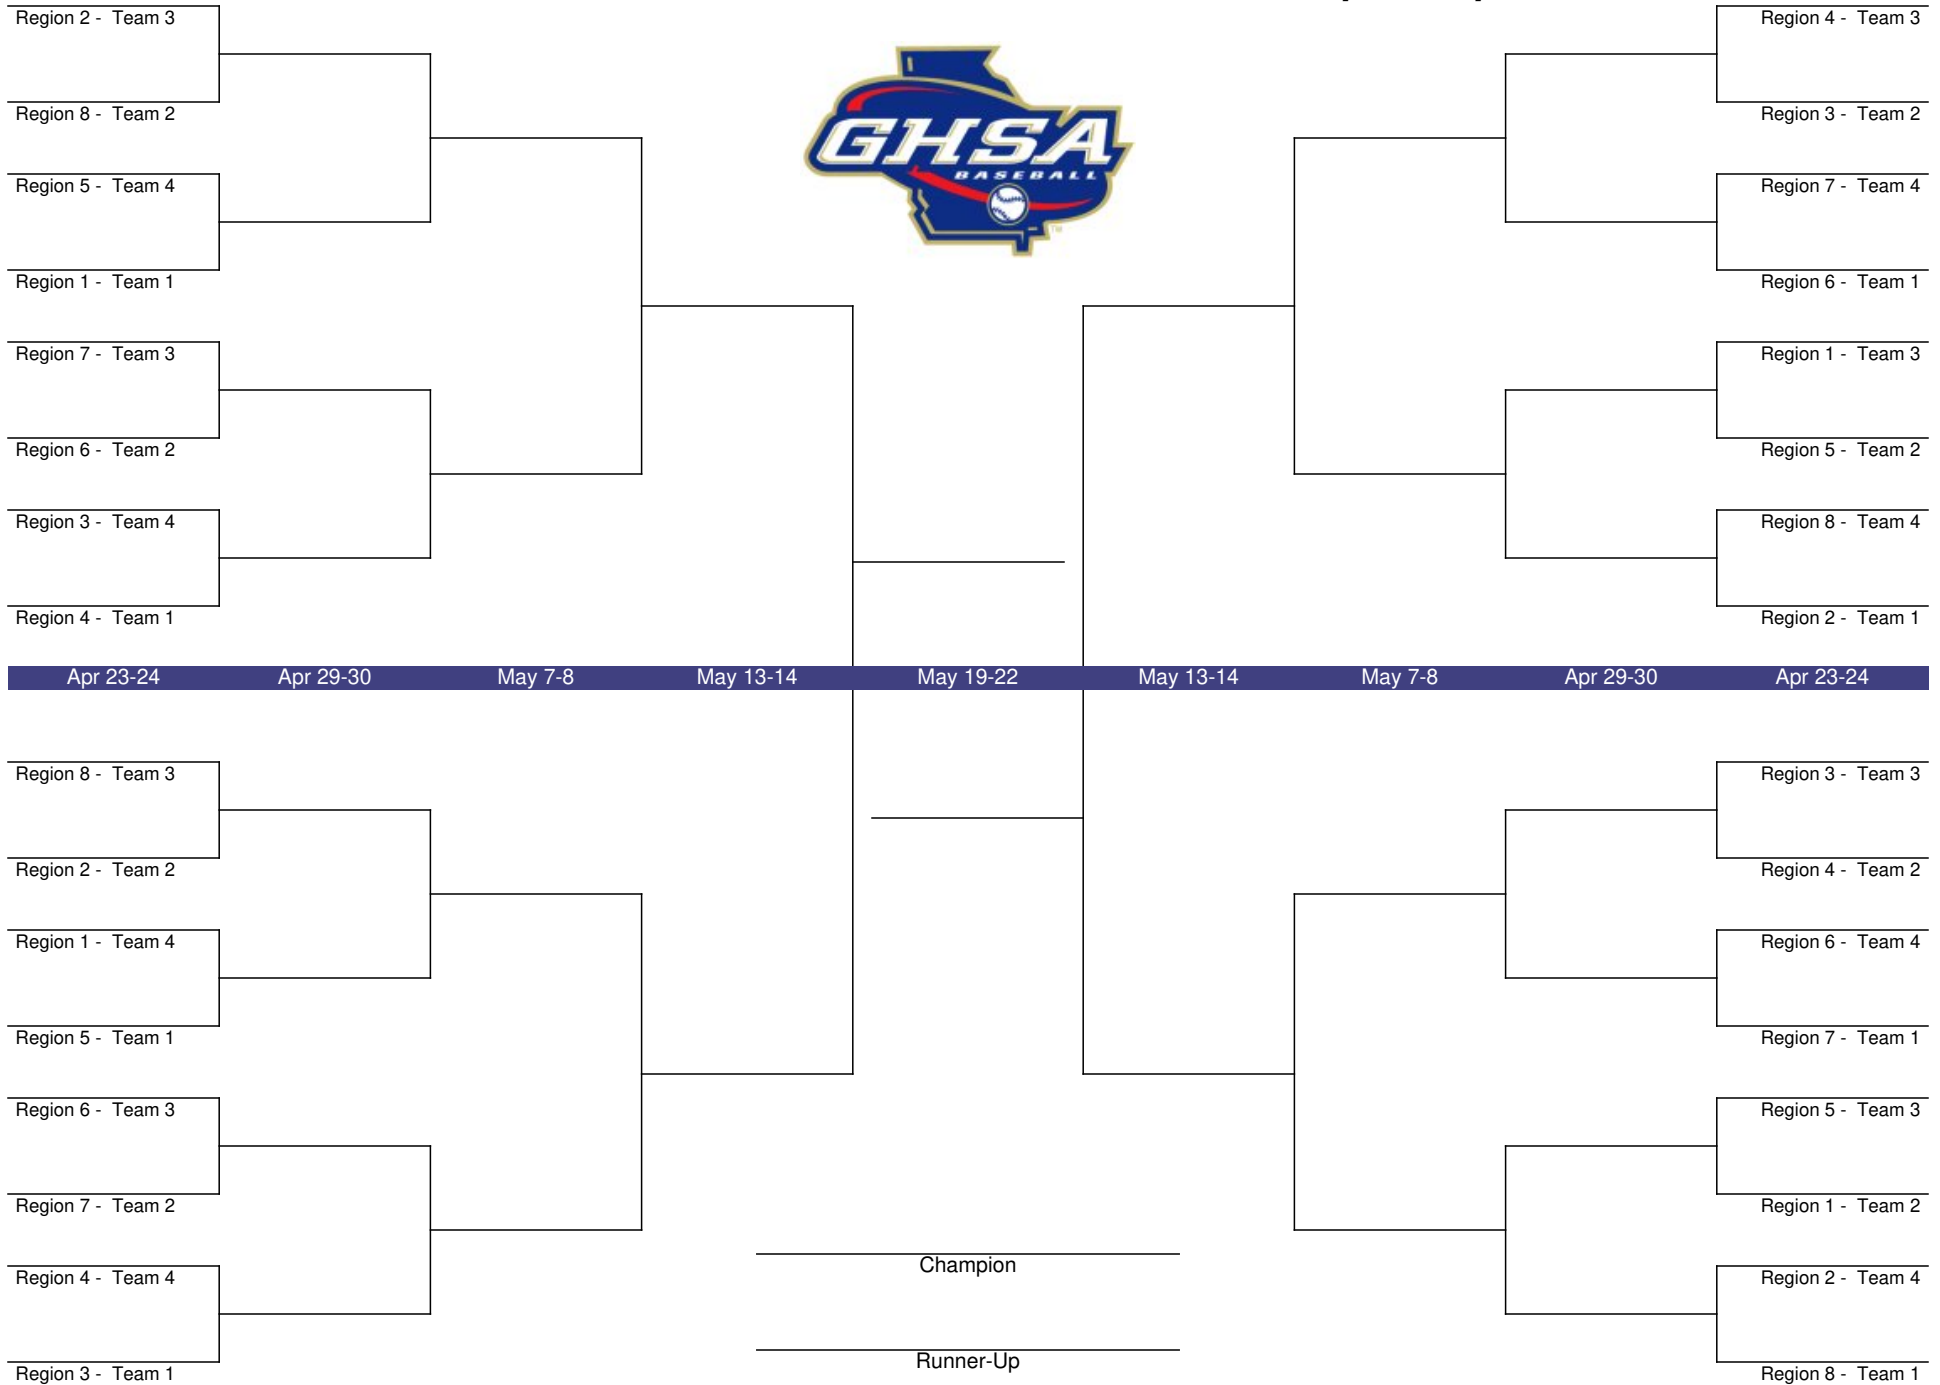 Region 2 - Team 3
Region 8 - Team 2
Region 5 - Team 4
Region 1 - Team 1
Region 7 - Team 3
Region 6 - Team 2
Region 3 - Team 4
Region 4 - Team 1
GHSA
BASEBALL
TM
Region 4 - Team 3
Region 3 - Team 2
Region 7 - Team 4
Region 6 - Team 1
Region 1 - Team 3
Region 5 - Team 2
Region 8 - Team 4
Region 2 - Team 1
Apr 23-24 Apr 29-30 May 7-8 May 13-14 May 19-22 May 13-14 May 7-8 Apr 29-30 Apr 23-24
Region 8 - Team 3
Region 2 - Team 2
Region 1 - Team 4
Region 5 - Team 1
Region 6 - Team 3
Region 7 - Team 2
Region 4 - Team 4
Region 3 - Team 1
Champion
Runner-Up
Region 3 - Team 3
Region 4 - Team 2
Region 6 - Team 4
Region 7 - Team 1
Region 5 - Team 3
Region 1 - Team 2
Region 2 - Team 4
Region 8 - Team 1